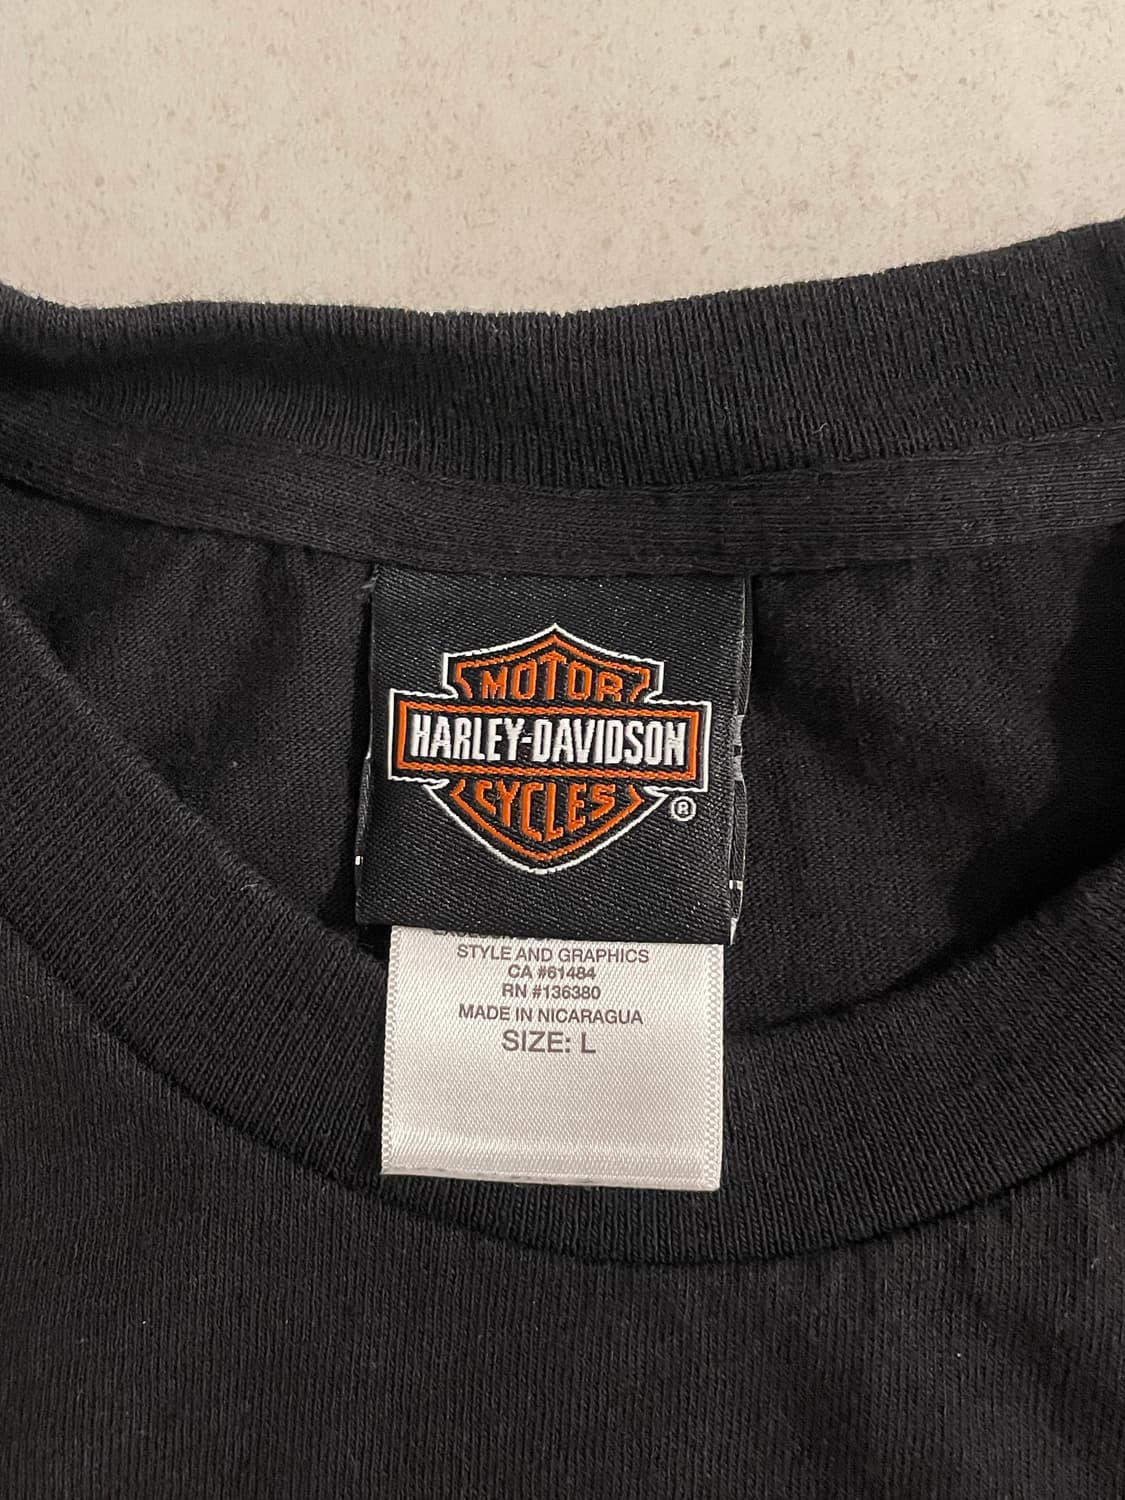 MOTOR
HARLEY-DAVIDSON
CYCLES
®
STYLE AND GRAPHICS
CA #61484
RN #136380
MADE IN NICARAGUA
SIZE: L